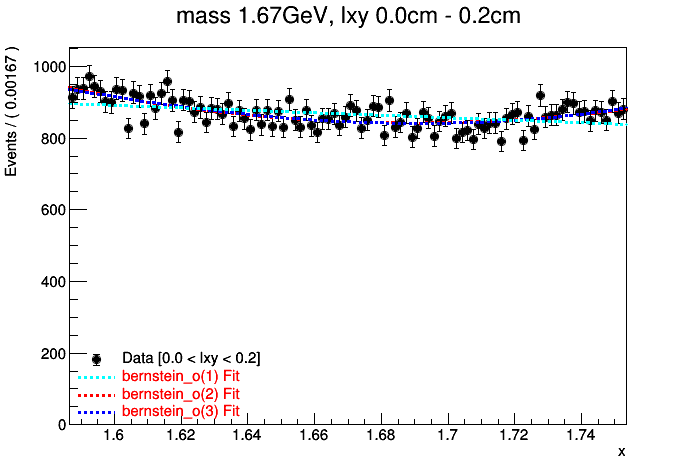 mass 1.67GeV, lxy 0.0cm - 0.2cm
Events / ( 0.00167 )
1000
800
600
400
200
0
Data [0.0 < lxy < 0.2]
bernstein_o(1) Fit
bernstein_o(2) Fit
bernstein_o(3) Fit
1.6 1.62 1.64 1.66 1.68 1.7 1.72 1.74
x